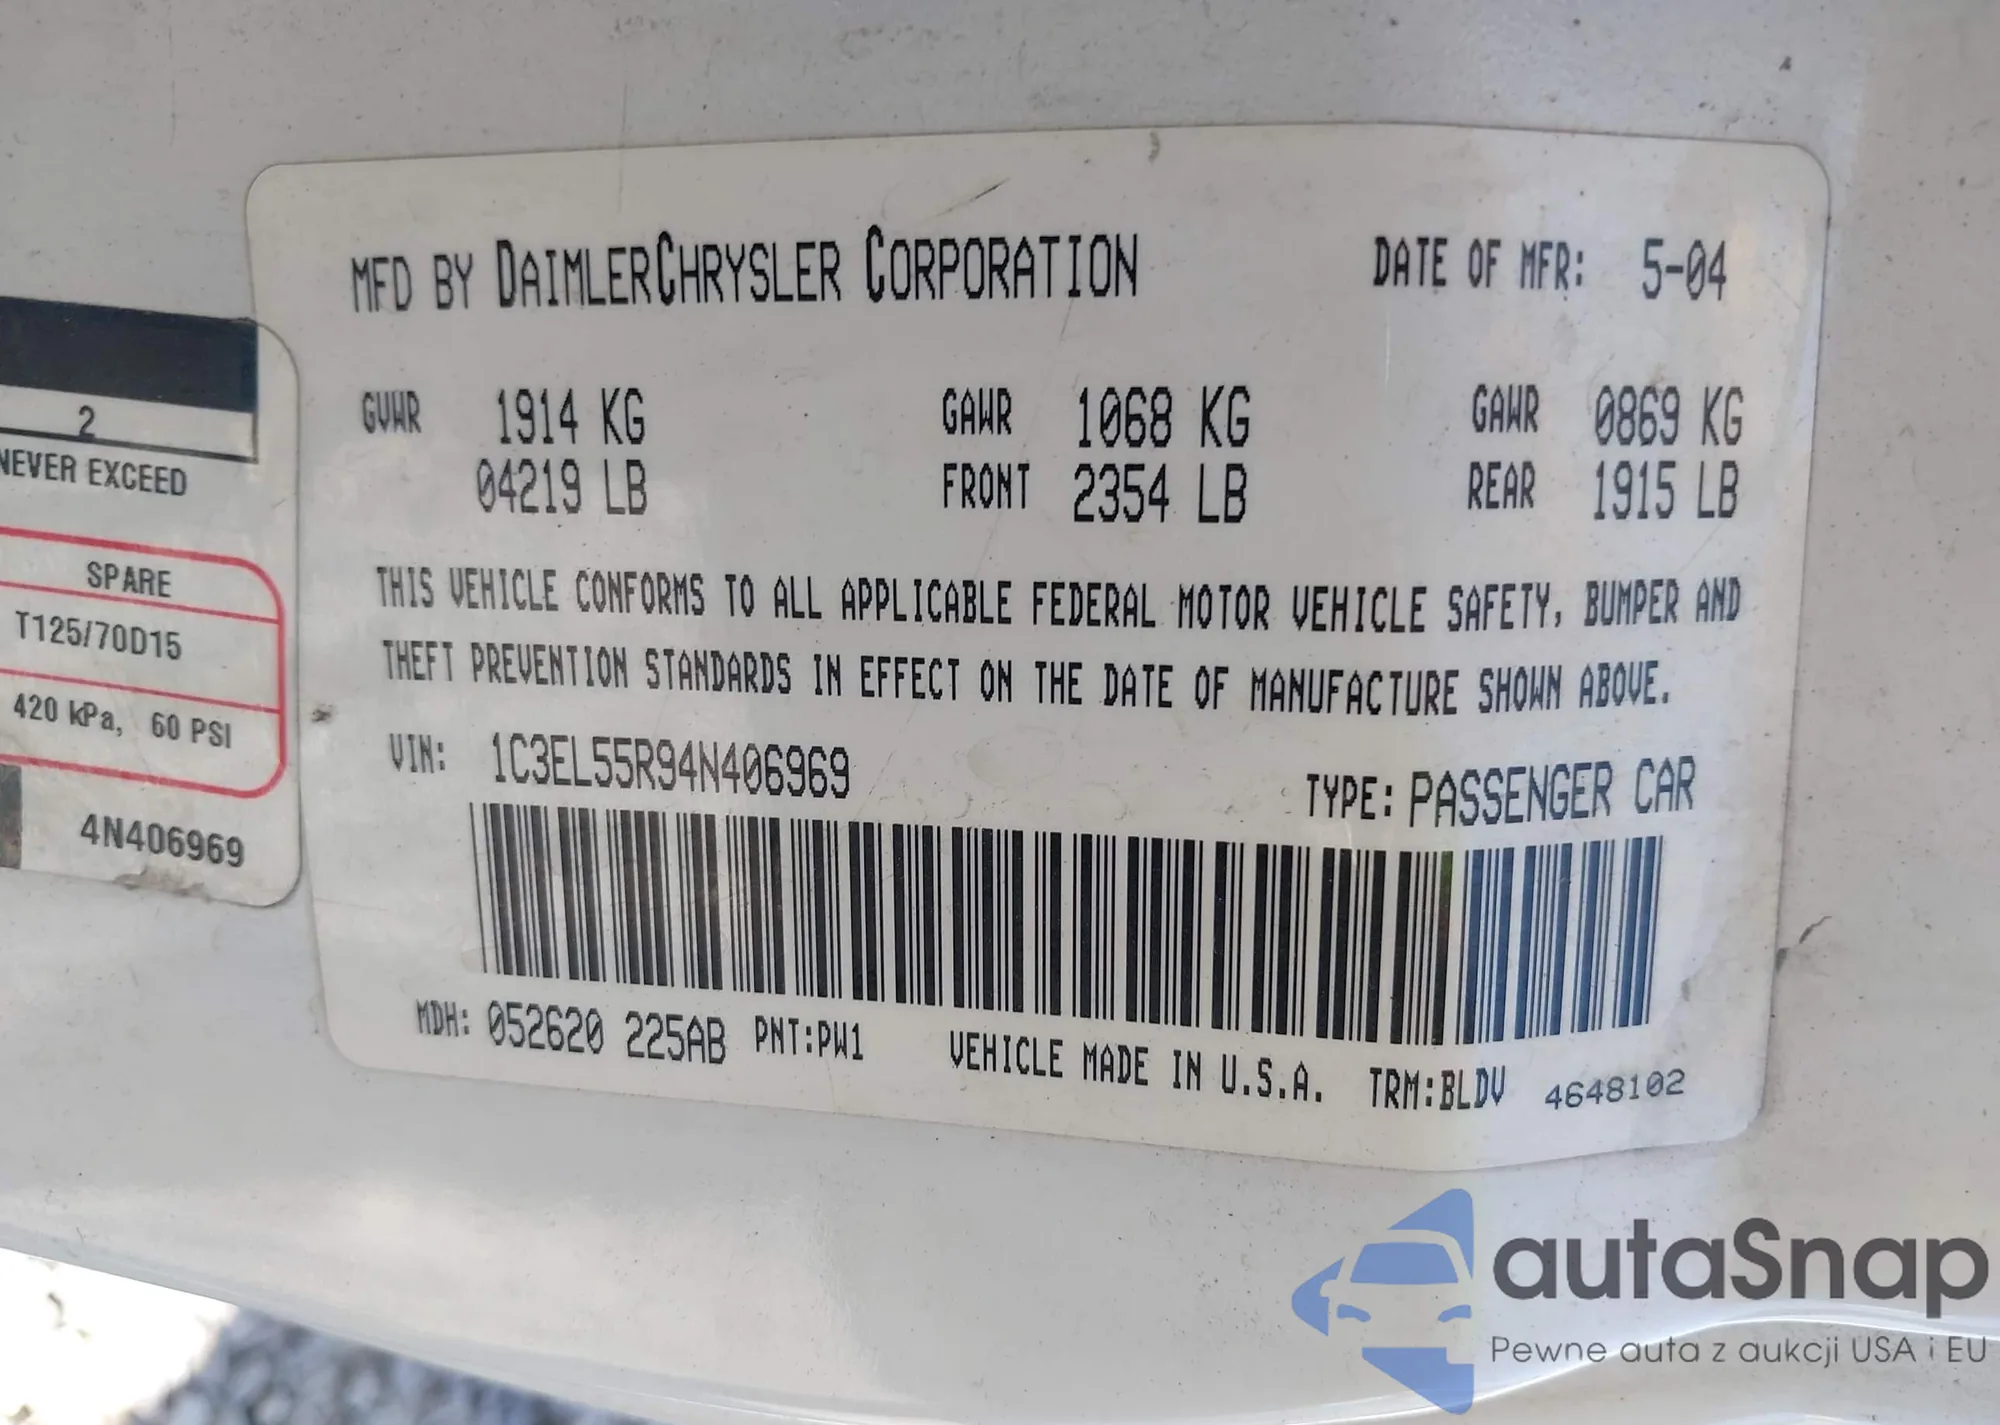 MFD BY DAIMLERCHRYSLER CORPORATION DATE OF MFR: 5-04
GVWR 1914 KG GAWR 1068 KG GAWR 0869 KG
04219 LB FRONT 2354 LB REAR 1915 LB
THIS VEHICLE CONFORMS TO ALL APPLICABLE FEDERAL MOTOR VEHICLE SAFETY, BUMPER AND
THEFT PREVENTION STANDARDS IN EFFECT ON THE DATE OF MANUFACTURE SHOWN ABOVE.
VIN: 1C3EL55R94N406969 TYPE: PASSENGER CAR
MDH: 052620 225AB PNT:PW1 VEHICLE MADE IN U.S.A. TRM:BLDV 4648102
2
NEVER EXCEED
SPARE
T125/70D15
420 kPa, 60 PSI
4N406969
autaSnap
Pewne auta z aukcji USA i EU